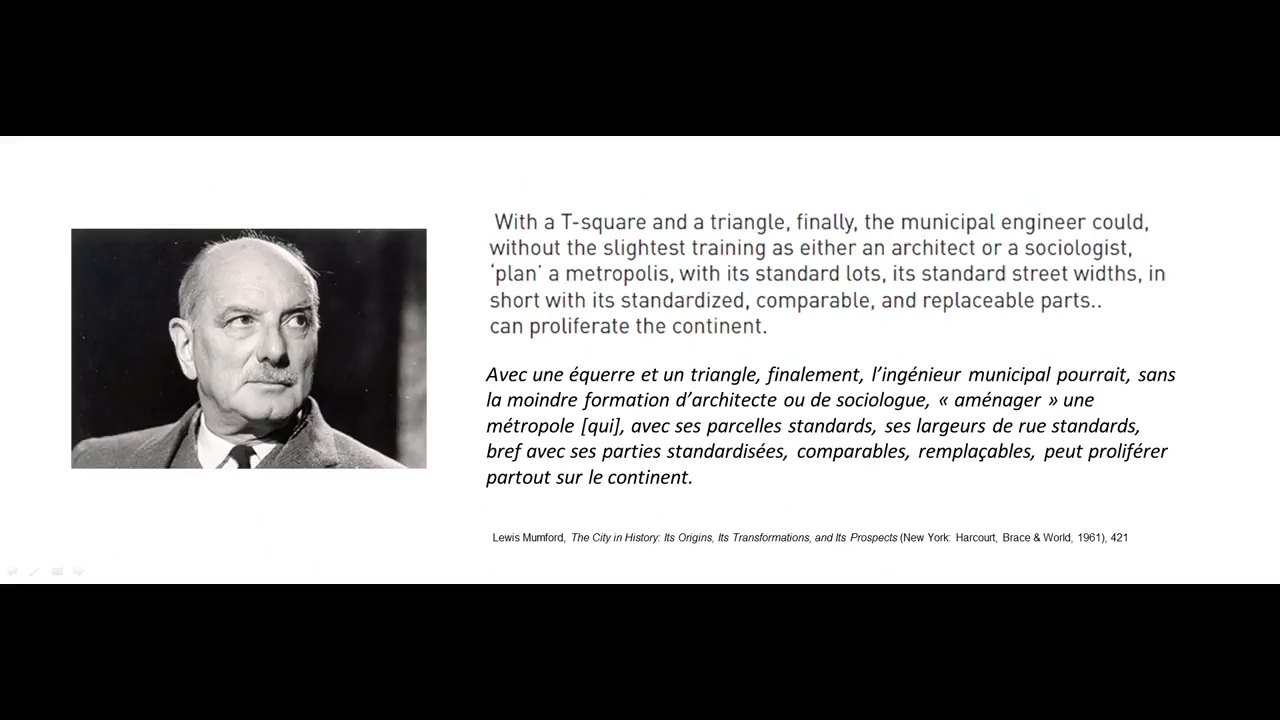 With a T-square and a triangle, finally, the municipal engineer could,
without the slightest training as either an architect or a sociologist,
‘plan’ a metropolis, with its standard lots, its standard street widths, in
short with its standardized, comparable, and replaceable parts..
can proliferate the continent.
Avec une équerre et un triangle, finalement, l’ingénieur municipal pourrait, sans
la moindre formation d’architecte ou de sociologue, « aménager » une
métropole [qui], avec ses parcelles standards, ses largeurs de rue standards,
bref avec ses parties standardisées, comparables, remplaçables, peut proliférer
partout sur le continent.
Lewis Mumford, The City in History: Its Origins, Its Transformations, and Its Prospects (New York: Harcourt, Brace & World, 1961), 421